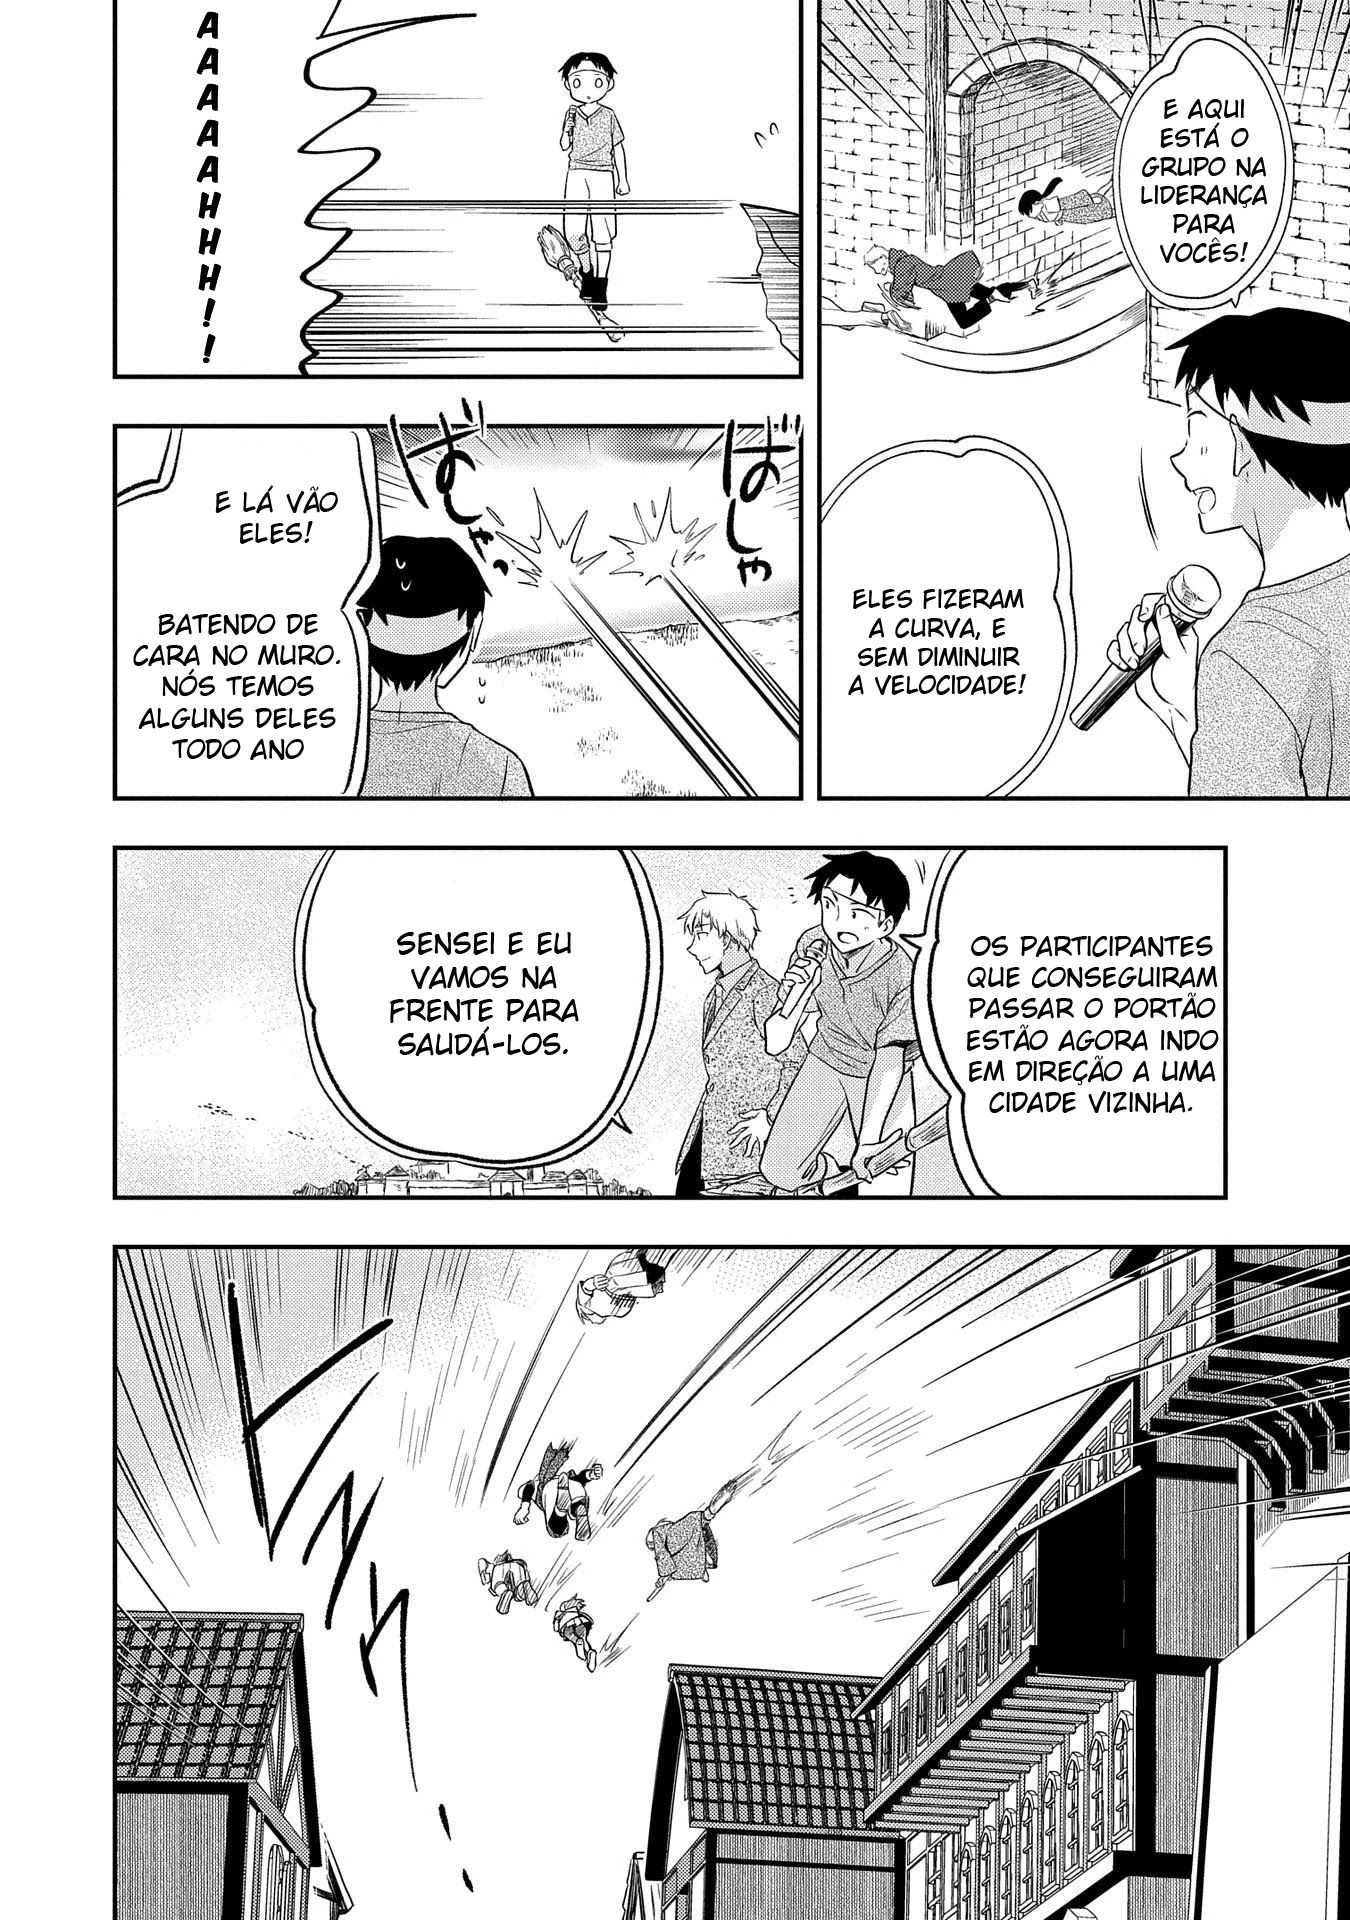 E AQUI
ESTÁ O
GRUPO NA
LIDERANÇA
PARA
VOCÊS!
ELES FIZERAM
A CURVA, E
SEM DIMINUIR
A VELOCIDADE!
AAAAAHHH!!
ばしゃ
ばしゃっ
E LÁ VÃO
ELES!
BATENDO DE
CARA NO MURO.
NÓS TEMOS
ALGUNS DELES
TODO ANO
OS PARTICIPANTES
QUE CONSEGUIRAM
PASSAR O PORTÃO
ESTÃO AGORA INDO
EM DIREÇÃO A UMA
CIDADE VIZINHA.
SENSEI E EU
VAMOS NA
FRENTE PARA
SAUDÁ-LOS.